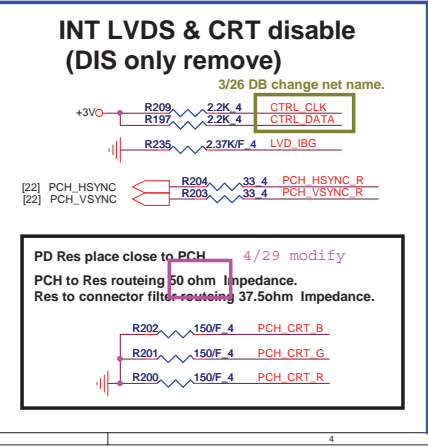 INT LVDS & CRT disable
(DIS only remove)
3/26 DB change net name.
+3VO R209 2.2K_4 CTRL_CLK
R197 2.2K_4 CTRL_DATA
R235 2.37K/F_4 LVD_IBG
[22] PCH_HSYNC R204 33_4 PCH_HSYNC_R
[22] PCH_VSYNC R203 33_4 PCH_VSYNC_R
PD Res place close to PCH 4/29 modify
PCH to Res routeing 50 ohm Impedance.
Res to connector filter routeing 37.5ohm Impedance.
R202 150/F_4 PCH_CRT_B
R201 150/F_4 PCH_CRT_G
R200 150/F_4 PCH_CRT_R
4